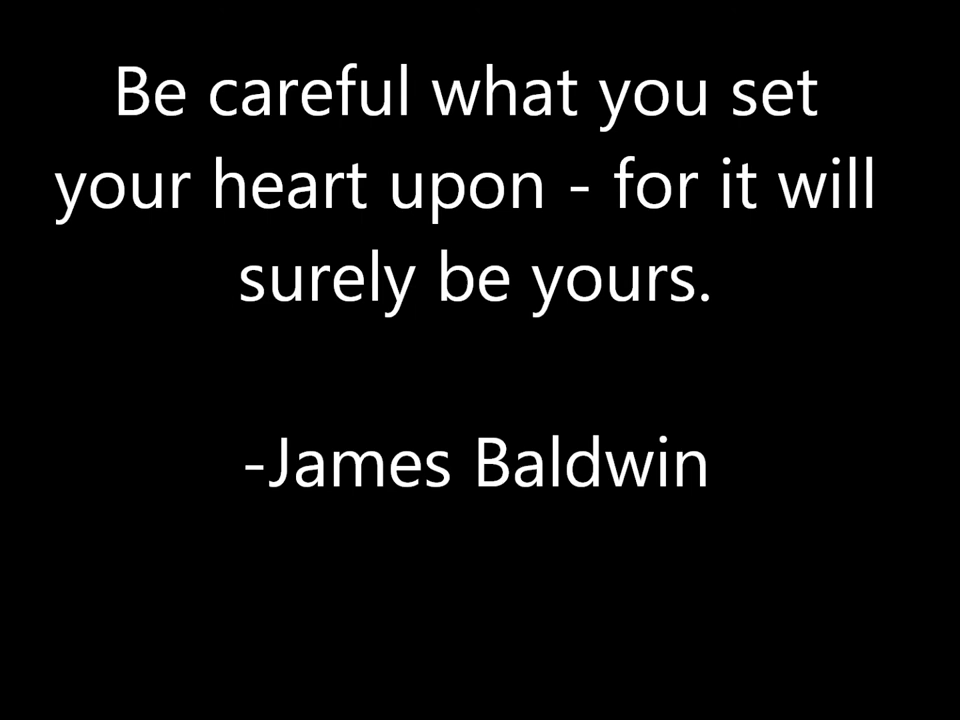 Be careful what you set
your heart upon - for it will
surely be yours.
-James Baldwin